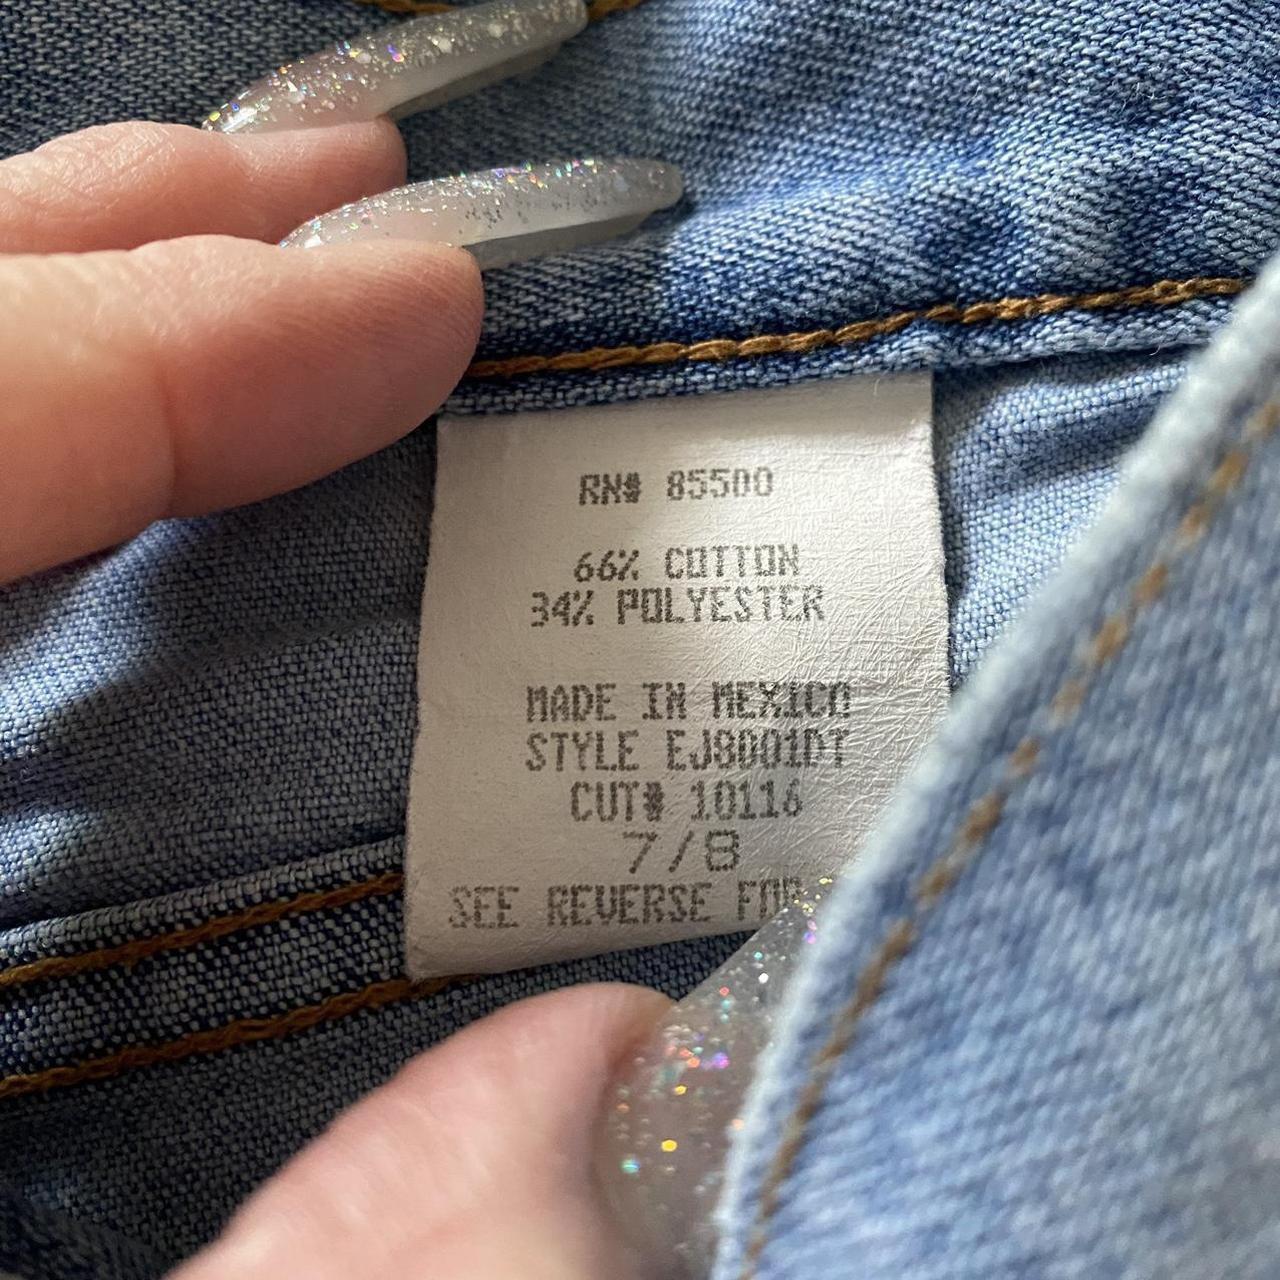 RN# 85500
66% COTTON
34% POLYESTER
MADE IN MEXICO
STYLE EJ8001DT
CUT# 10116
7/8
SEE REVERSE FOR